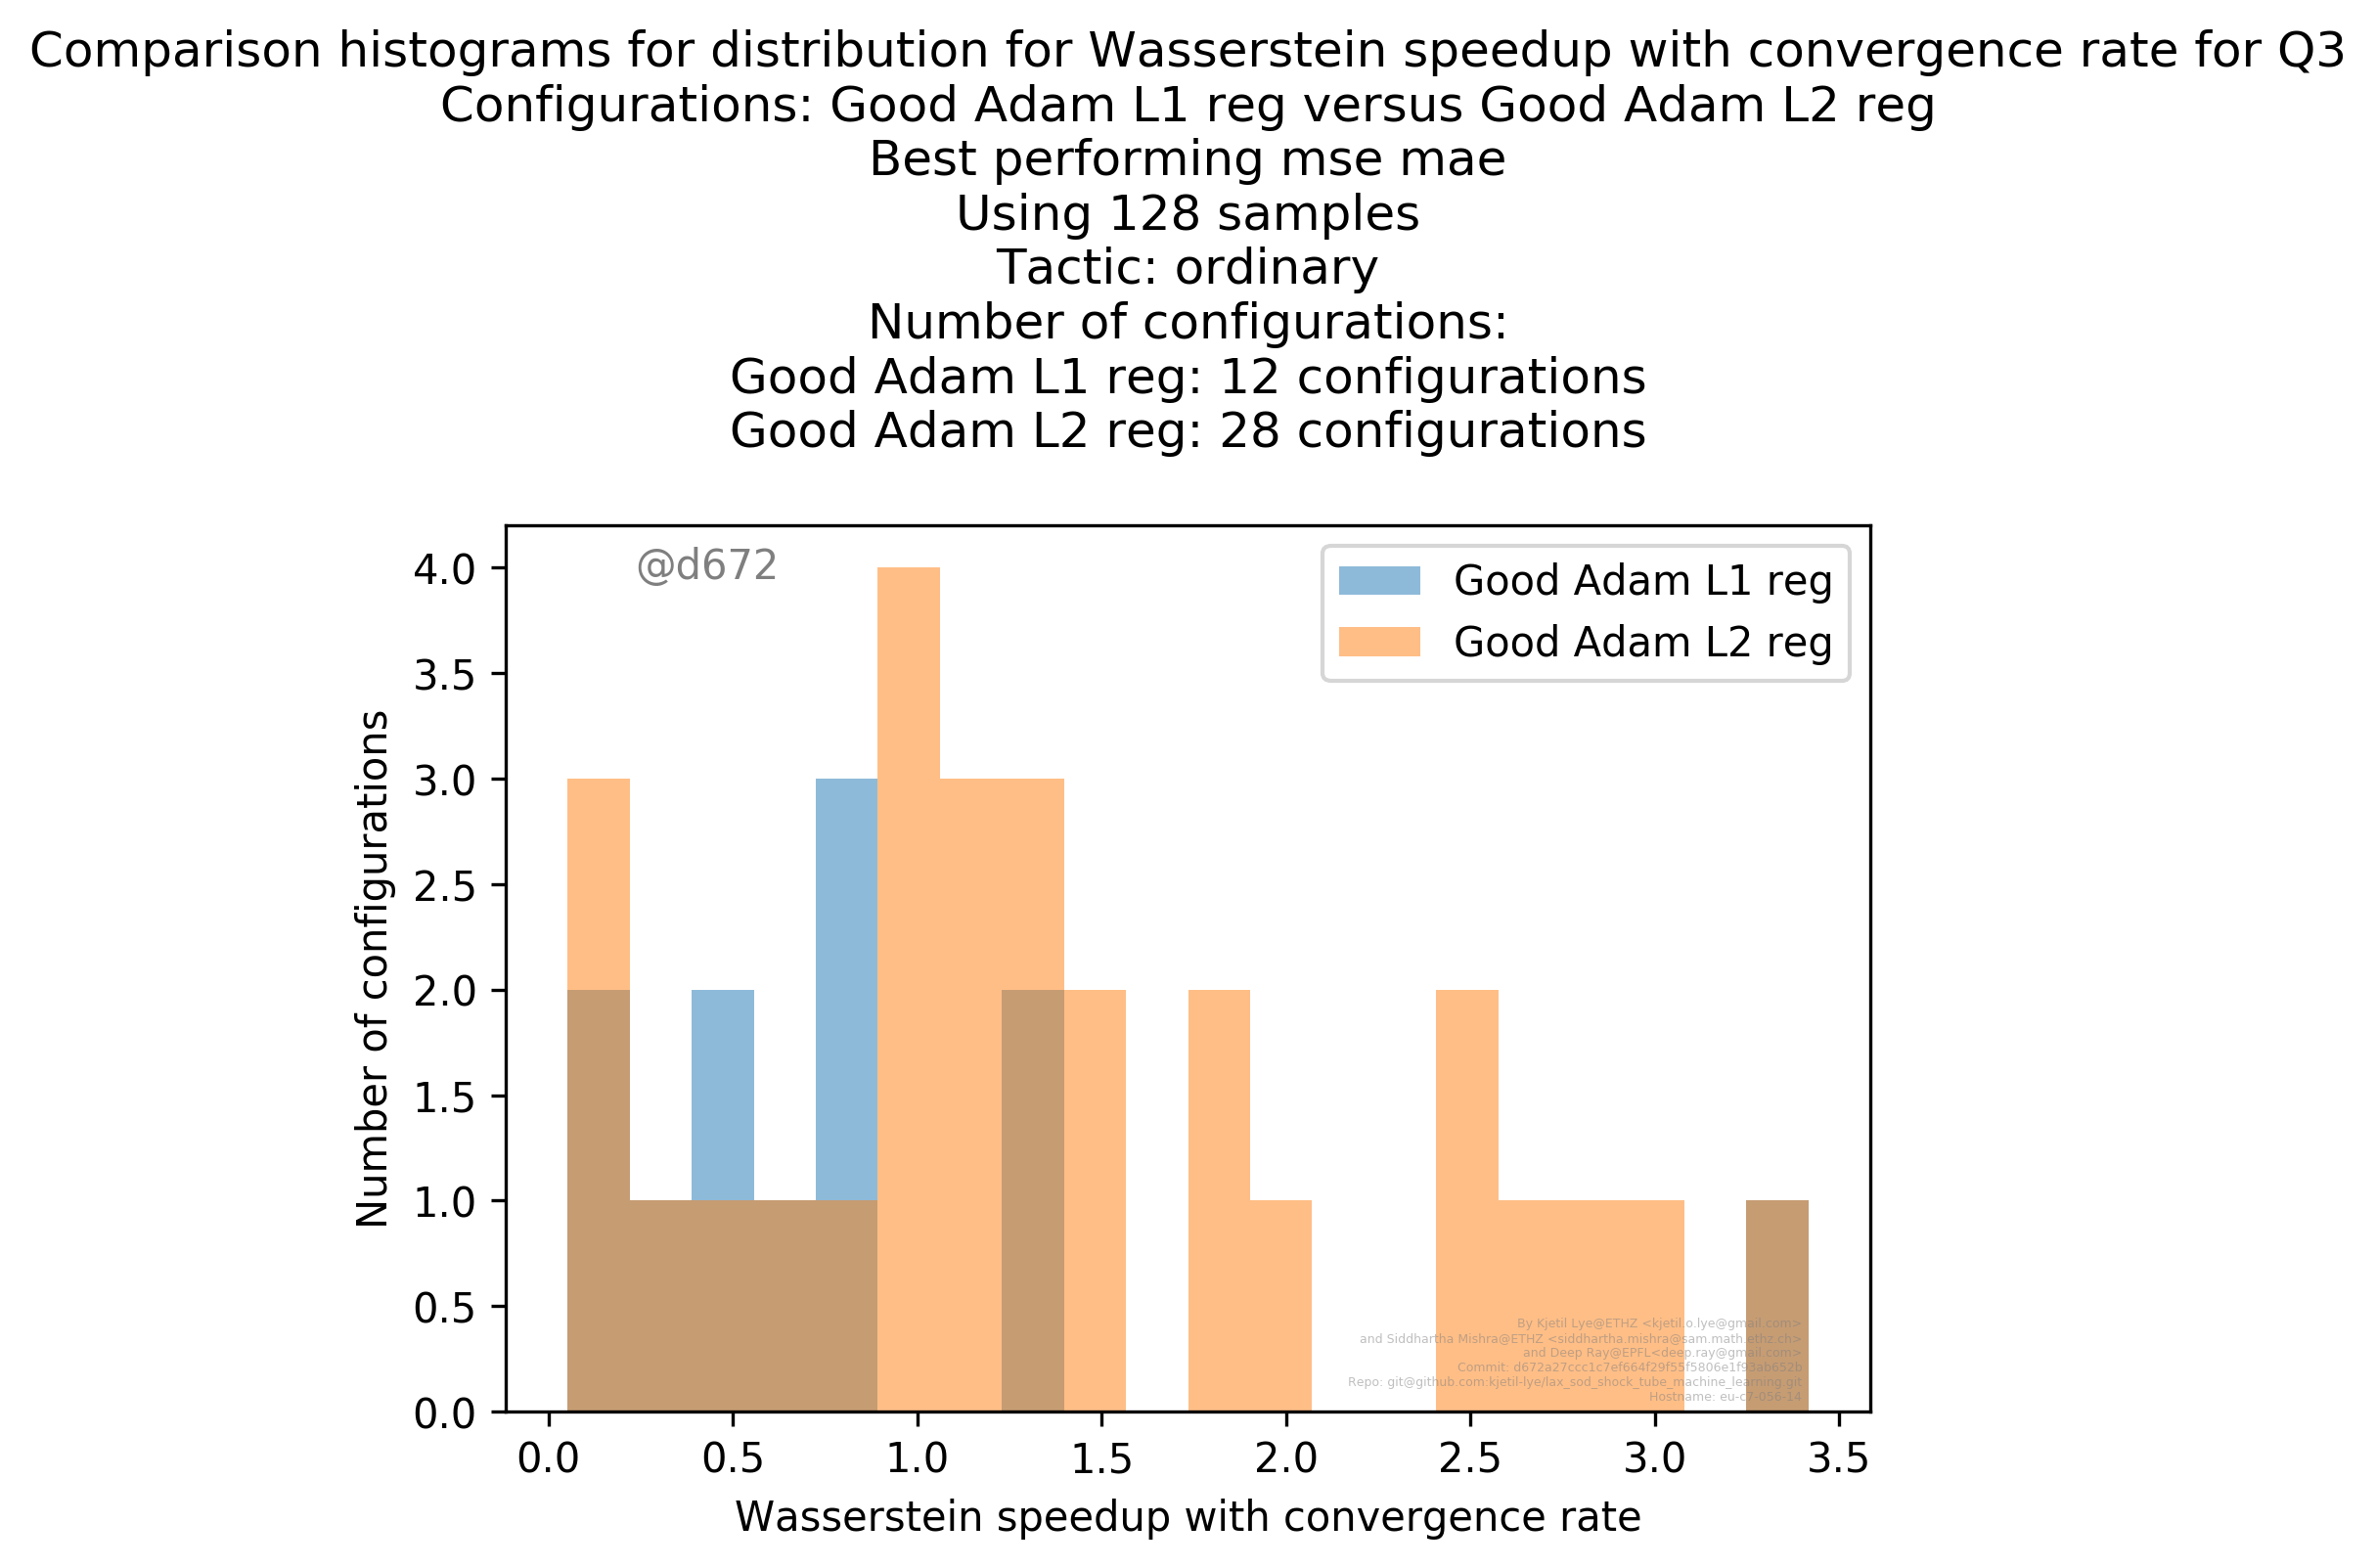 Comparison histograms for distribution for Wasserstein speedup with convergence rate for Q3
Configurations: Good Adam L1 reg versus Good Adam L2 reg
Best performing mse mae
Using 128 samples
Tactic: ordinary
Number of configurations:
Good Adam L1 reg: 12 configurations
Good Adam L2 reg: 28 configurations
@d672
Good Adam L1 reg
Good Adam L2 reg
Number of configurations
4.0
3.5
3.0
2.5
2.0
1.5
1.0
0.5
0.0
By Kjetil Lye@ETHZ <kjetil.o.lye@gmail.com>
and Siddhartha Mishra@ETHZ <siddhartha.mishra@sam.math.ethz.ch>
and Deep Ray@EPFL<deep.ray@gmail.com>
Commit: d672a27ccc1c7ef664f29f55f5806e1f93ab652b
Repo: git@github.com:kjetil-lye/lax_sod_shock_tube_machine_learning.git
Hostname: eu-c7-056-14
0.0 0.5 1.0 1.5 2.0 2.5 3.0 3.5
Wasserstein speedup with convergence rate